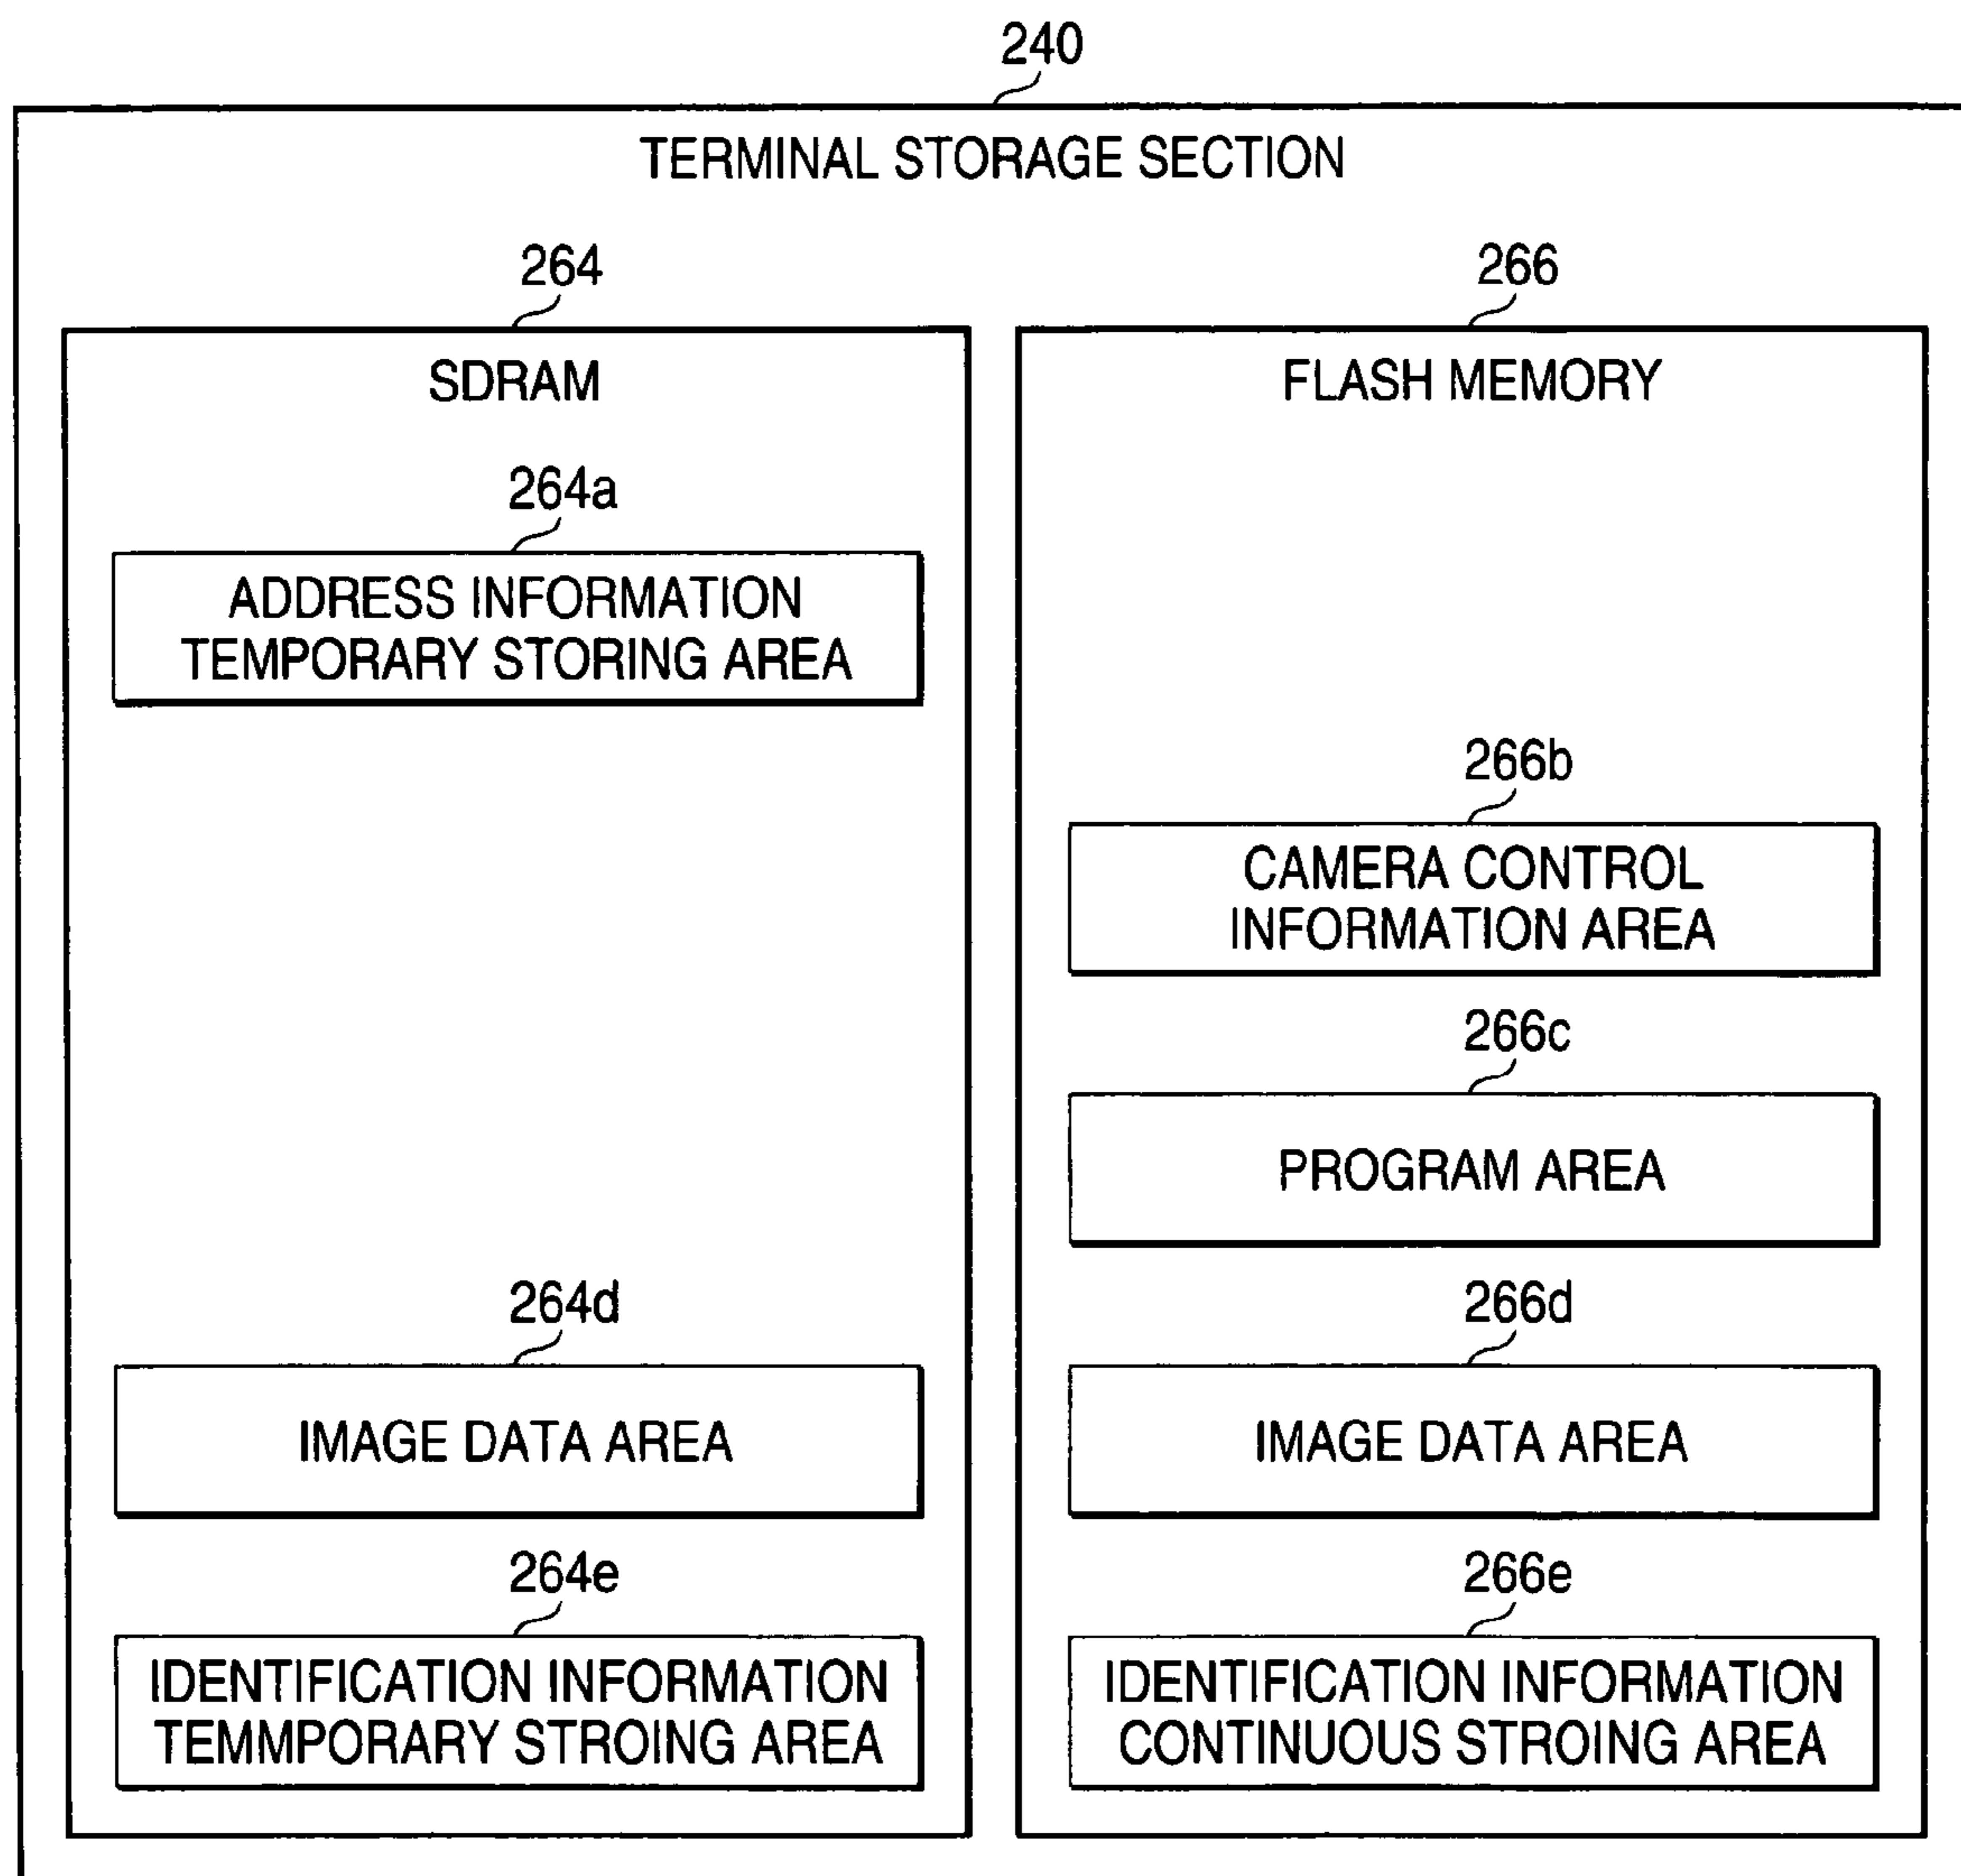 240
TERMINAL STORAGE SECTION
264
SDRAM
264a
ADDRESS INFORMATION
TEMPORARY STORING AREA
264d
IMAGE DATA AREA
264e
IDENTIFICATION INFORMATION
TEMMPORARY STROING AREA
266
FLASH MEMORY
266b
CAMERA CONTROL
INFORMATION AREA
266c
PROGRAM AREA
266d
IMAGE DATA AREA
266e
IDENTIFICATION INFORMATION
CONTINUOUS STROING AREA